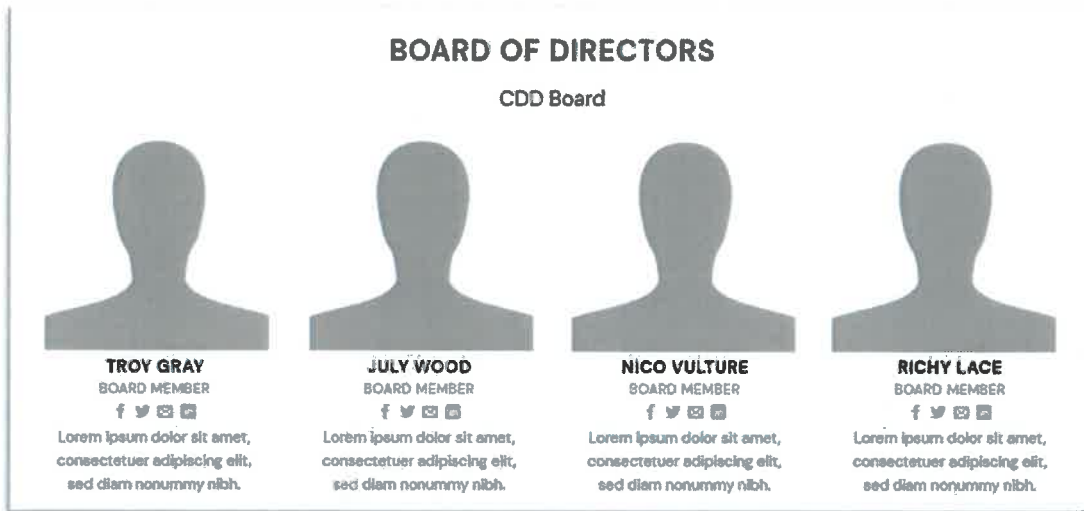 BOARD OF DIRECTORS
CDD Board
TROY GRAY
BOARD MEMBER
Lorem ipsum dolor sit amet,
consectetuer adipiscing elit,
sed diam nonummy nibh.
JULY WOOD
BOARD MEMBER
Lorem ipsum dolor sit amet,
consectetuer adipiscing elit,
sed diam nonummy nibh.
NICO VULTURE
BOARD MEMBER
Lorem ipsum dolor sit amet,
consectetuer adipiscing elit,
sed diam nonummy nibh.
RICHY LACE
BOARD MEMBER
Lorem ipsum dolor sit amet,
consectetuer adipiscing elit,
sed diam nonummy nibh.